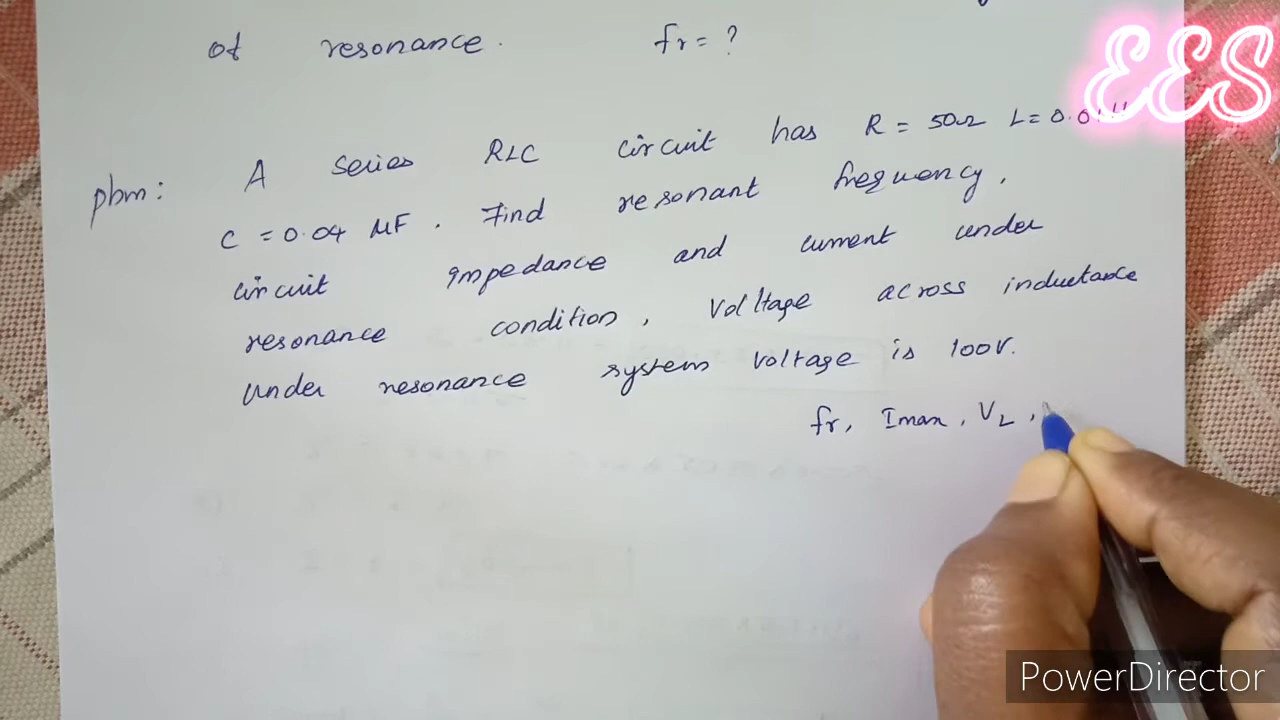 of resonance. fr = ?
EES
pbm: A series RLC circuit has R = 50Ω L = 0.01H
C = 0.04 μF. Find resonant frequency,
circuit impedance and current under
resonance condition, Voltage across inductance
under resonance system voltage is 100V.
fr, Imax, VL,
PowerDirector